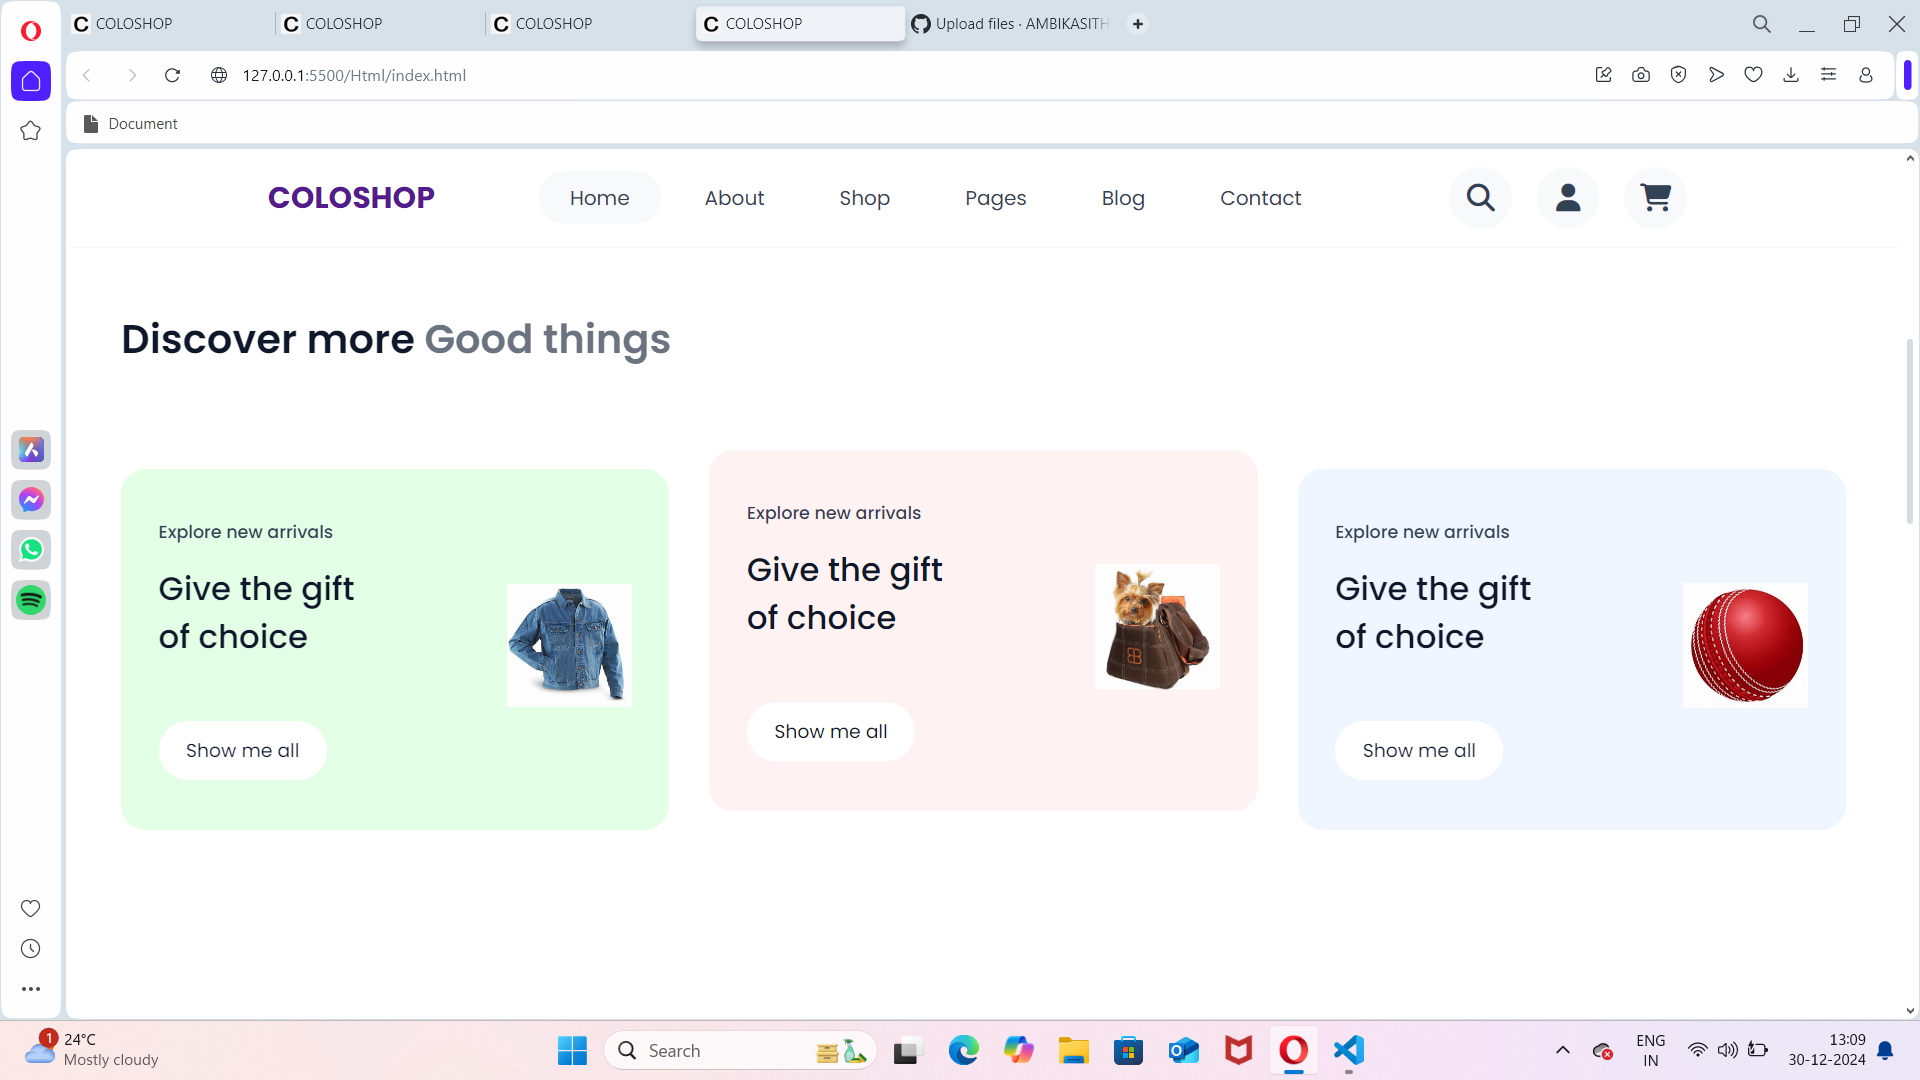 COLOSHOP
COLOSHOP
COLOSHOP
COLOSHOP
Upload files · AMBIKASITH
127.0.0.1:5500/Html/index.html
Document
COLOSHOP
Home
About
Shop
Pages
Blog
Contact
Discover more Good things
Explore new arrivals
Give the gift
of choice
Show me all
Explore new arrivals
Give the gift
of choice
Show me all
Explore new arrivals
Give the gift
of choice
Show me all
1
24°C
Mostly cloudy
Search
ENG
IN
13:09
30-12-2024